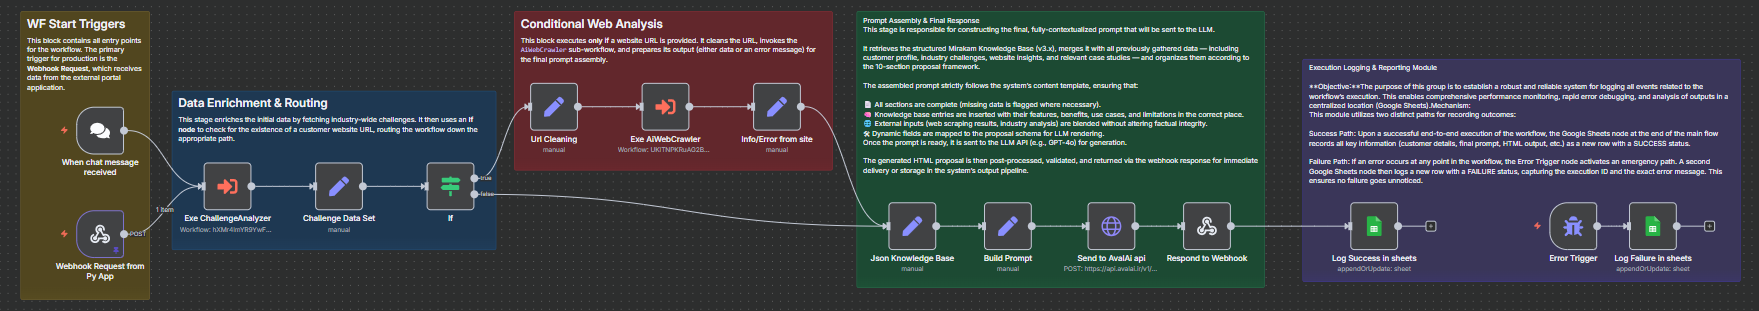 WF Start Triggers
This block contains all entry points
for the workflow. The primary
trigger for production is the
Webhook Request, which receives
data from the external portal
application.
When chat message
received
1 item
POST
Webhook Request from
Py App
Data Enrichment & Routing
This stage enriches the initial data by fetching industry-wide challenges. It then uses an If
node to check for the existence of a customer website URL, routing the workflow down the
appropriate path.
Exe ChallengeAnalyzer
Workflow: hXMr4ImYR9YwF...
Challenge Data Set
manual
If
true
false
Conditional Web Analysis
This block executes only if a website URL is provided. It cleans the URL, invokes the
AiWebCrawler sub-workflow, and prepares its output (either data or an error message) for
the final prompt assembly.
Url Cleaning
manual
Exe AiWebCrawler
Workflow: UKiTNPKRuAG2B...
Info/Error from site
manual
Prompt Assembly & Final Response
This stage is responsible for constructing the final, fully-contextualized prompt that will be sent to the LLM.
It retrieves the structured Mirakam Knowledge Base (v3.x), merges it with all previously gathered data — including
customer profile, industry challenges, website insights, and relevant case studies — and organizes them according to
the 10-section proposal framework.
The assembled prompt strictly follows the system's content template, ensuring that:
All sections are complete (missing data is flagged where necessary).
Knowledge base entries are inserted with their features, benefits, use cases, and limitations in the correct place.
External inputs (web scraping results, industry analysis) are blended without altering factual integrity.
Dynamic fields are mapped to the proposal schema for LLM rendering.
Once the prompt is ready, it is sent to the LLM API (e.g., GPT-4o) for generation.
The generated HTML proposal is then post-processed, validated, and returned via the webhook response for immediate
delivery or storage in the system's output pipeline.
Json Knowledge Base
manual
Build Prompt
manual
Send to AvalAi api
POST: https://api.avalai.ir/v1/...
Respond to Webhook
Execution Logging & Reporting Module
**Objective:**The purpose of this group is to establish a robust and reliable system for logging all events related to the
workflow's execution. This enables comprehensive performance monitoring, rapid error debugging, and analysis of outputs in a
centralized location (Google Sheets).Mechanism:
This module utilizes two distinct paths for recording outcomes:
Success Path: Upon a successful end-to-end execution of the workflow, the Google Sheets node at the end of the main flow
records all key information (customer details, final prompt, HTML output, etc.) as a new row with a SUCCESS status.
Failure Path: If an error occurs at any point in the workflow, the Error Trigger node activates an emergency path. A second
Google Sheets node then logs a new row with a FAILURE status, capturing the execution ID and the exact error message. This
ensures no failure goes unnoticed.
Log Success in sheets
appendOrUpdate: sheet
Error Trigger
Log Failure in sheets
appendOrUpdate: sheet